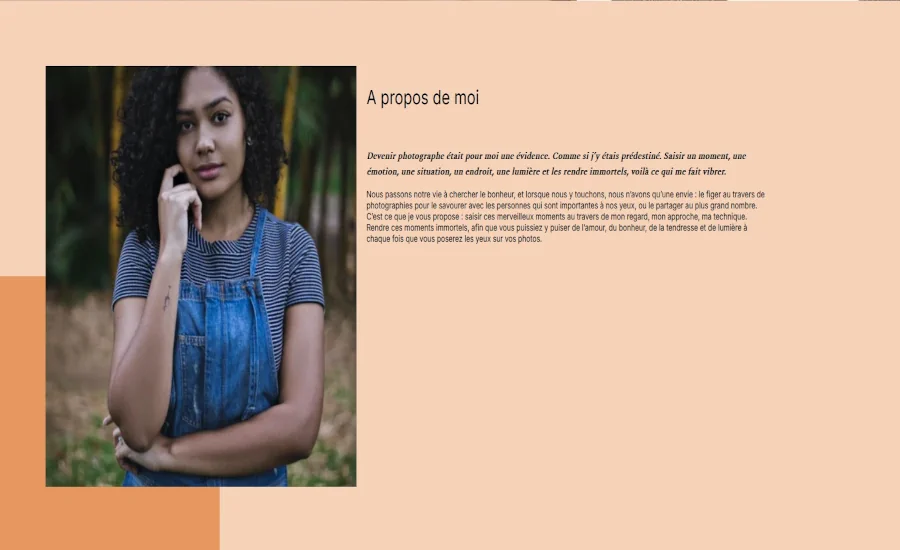 A propos de moi
Devenir photographe était pour moi une évidence. Comme si j'y étais prédestiné. Saisir un moment, une
émotion, une situation, un endroit, une lumière et les rendre immortels, voilà ce qui me fait vibrer.
Nous passons notre vie à chercher le bonheur, et lorsque nous y touchons, nous n'avons qu'une envie : le figer au travers de
photographies pour le savourer avec les personnes qui sont importantes à nos yeux, ou le partager au plus grand nombre.
C'est ce que je vous propose : saisir ces merveilleux moments au travers de mon regard, mon approche, ma technique.
Rendre ces moments immortels, afin que vous puissiez y puiser de l'amour, du bonheur, de la tendresse et de lumière à
chaque fois que vous poserez les yeux sur vos photos.